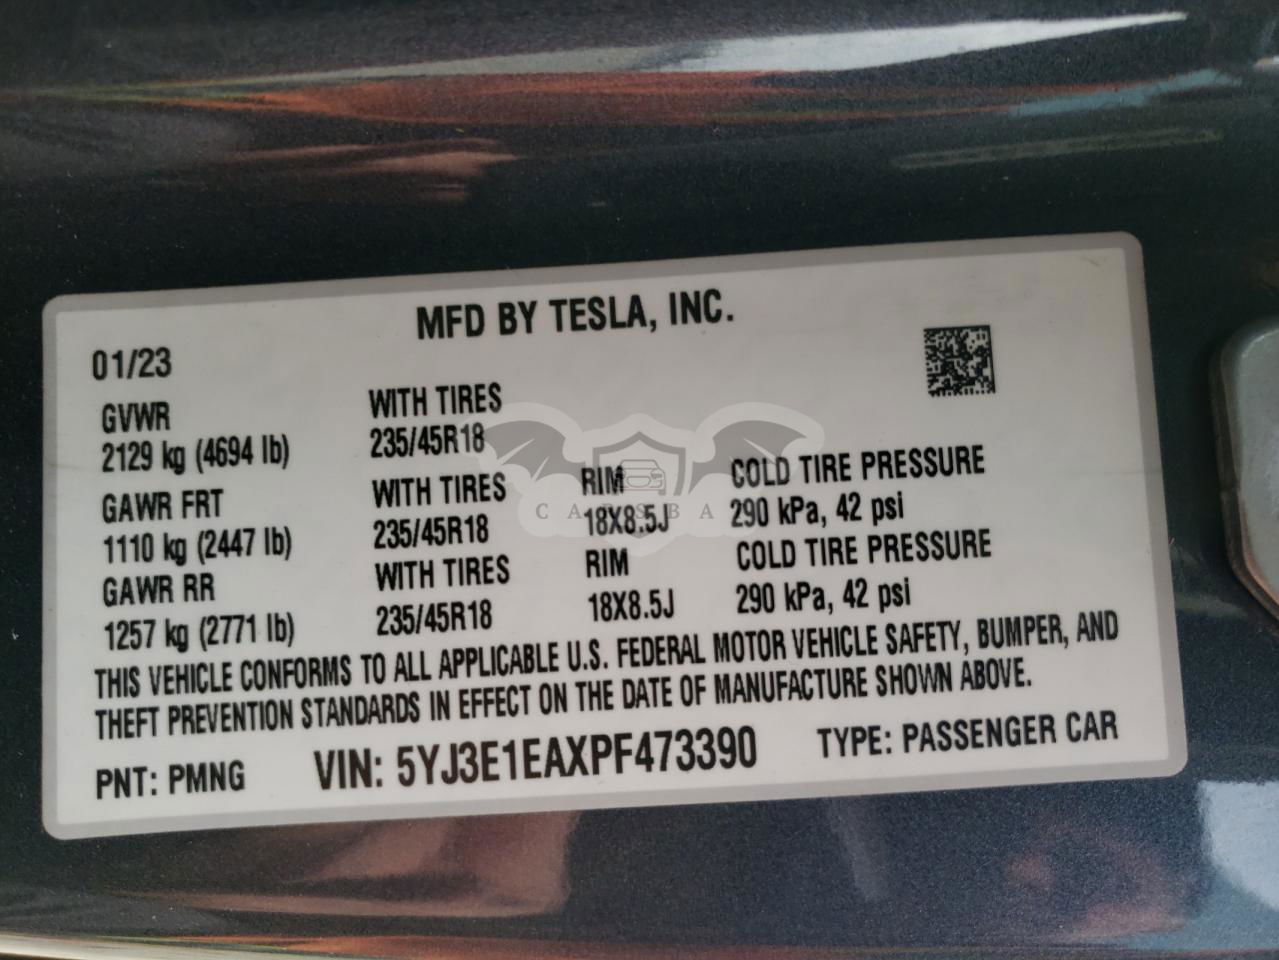 MFD BY TESLA, INC.
01/23
GVWR WITH TIRES
2129 kg (4694 lb) 235/45R18
GAWR FRT WITH TIRES RIM COLD TIRE PRESSURE
1110 kg (2447 lb) 235/45R18 18X8.5J 290 kPa, 42 psi
GAWR RR WITH TIRES RIM COLD TIRE PRESSURE
1257 kg (2771 lb) 235/45R18 18X8.5J 290 kPa, 42 psi
THIS VEHICLE CONFORMS TO ALL APPLICABLE U.S. FEDERAL MOTOR VEHICLE SAFETY, BUMPER, AND
THEFT PREVENTION STANDARDS IN EFFECT ON THE DATE OF MANUFACTURE SHOWN ABOVE.
PNT: PMNG VIN: 5YJ3E1EAXPF473390 TYPE: PASSENGER CAR